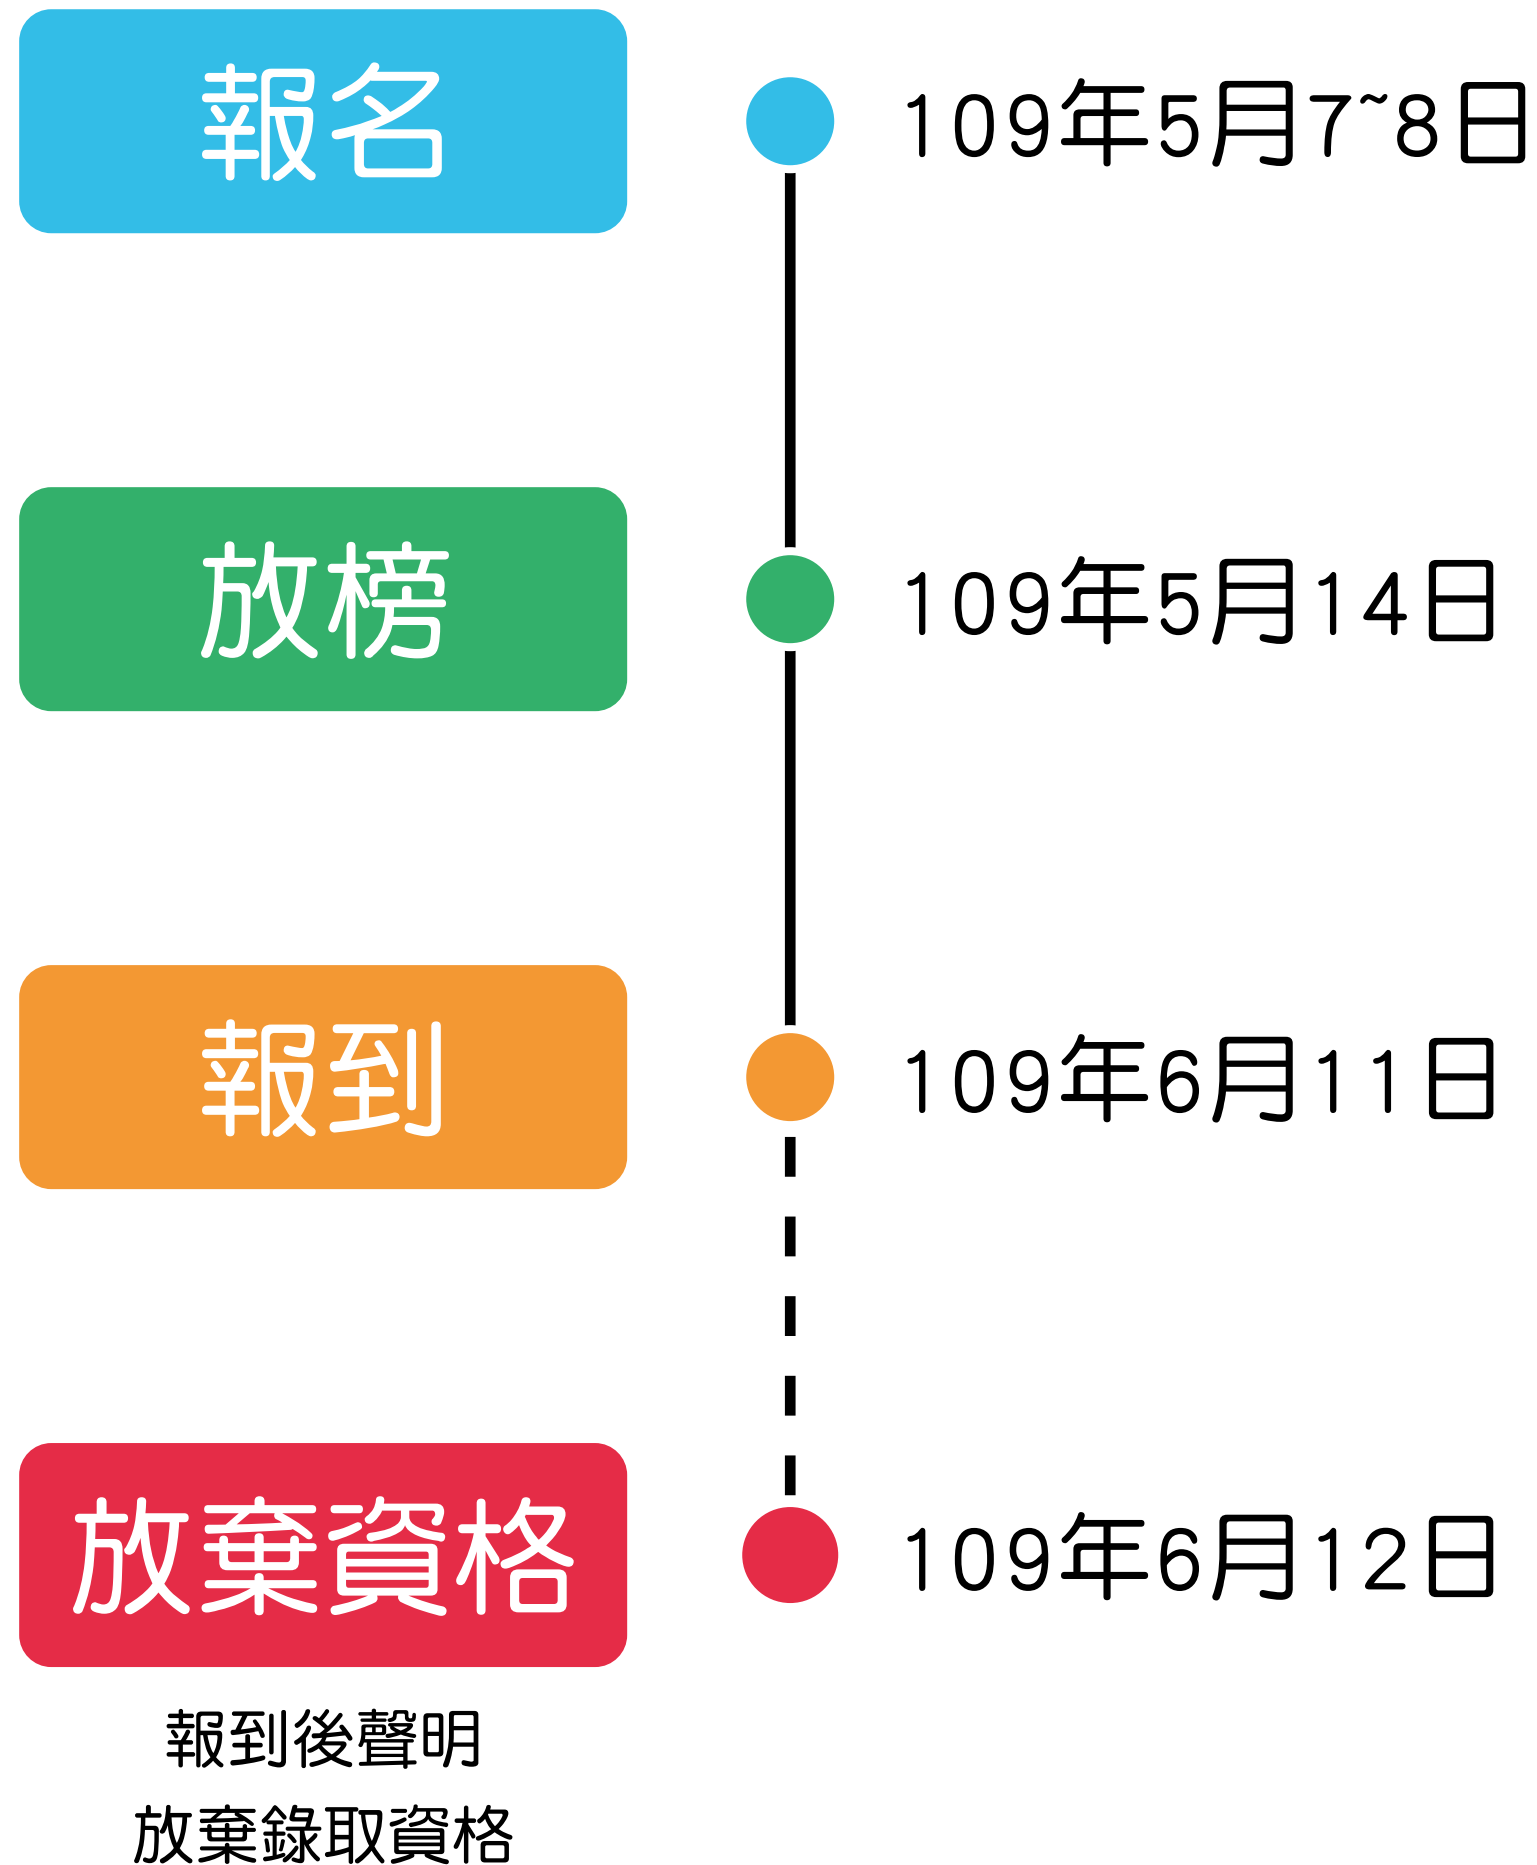 報名
109年5月7~8日
放榜
109年5月14日
報到
109年6月11日
放棄資格
109年6月12日
報到後聲明
放棄錄取資格